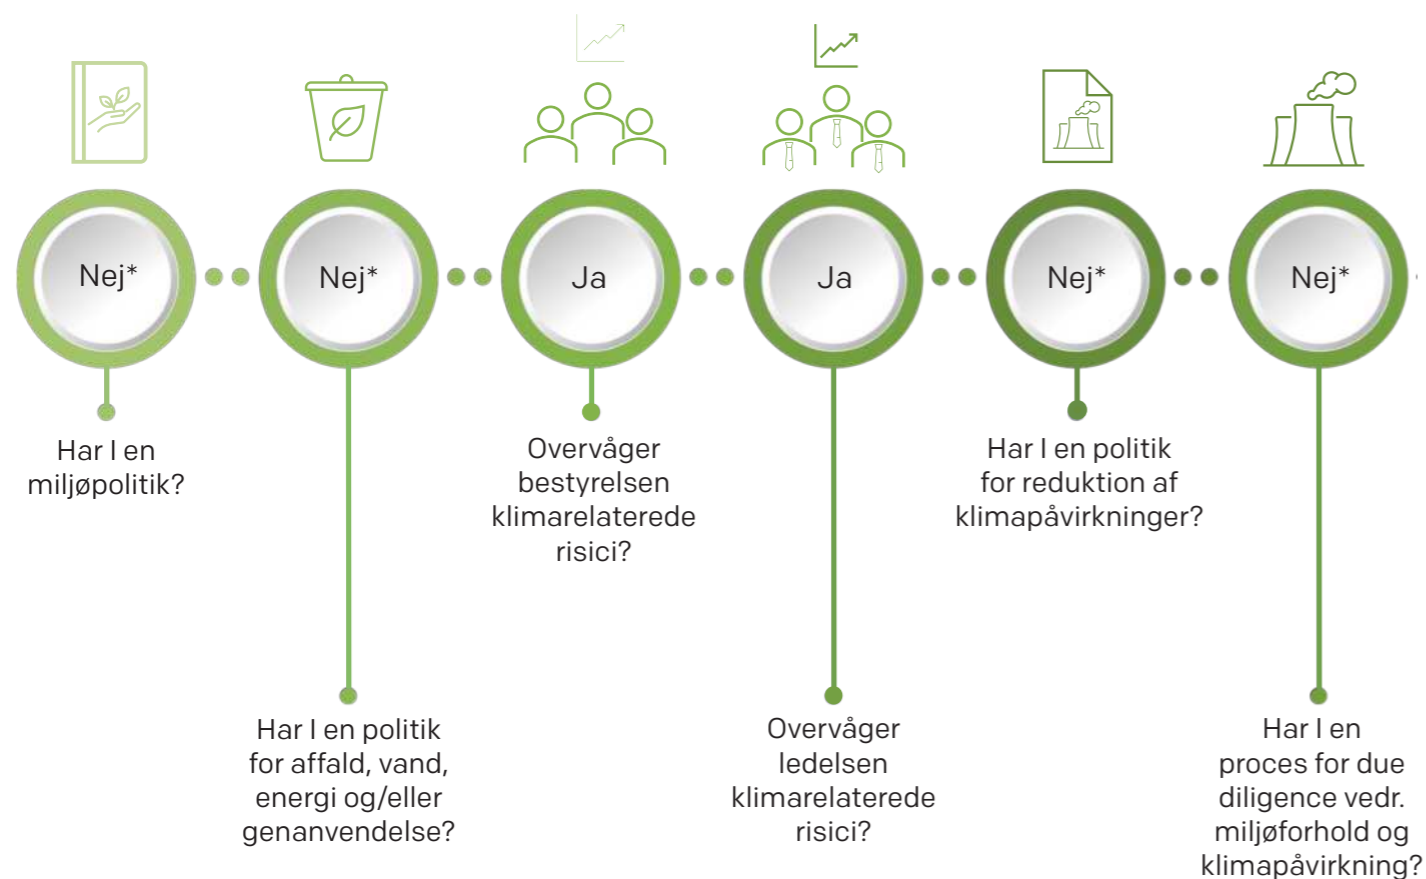 Nej*
Nej*
Ja
Ja
Nej*
Nej*
Har I en
miljøpolitik?
Overvåger
bestyrelsen
klimarelaterede
risici?
Har I en politik
for reduktion af
klimapåvirkninger?
Har I en politik
for affald, vand,
energi og/eller
genanvendelse?
Overvåger
ledelsen
klimarelaterede
risici?
Har I en
proces for due
diligence vedr.
miljøforhold og
klimapåvirkning?